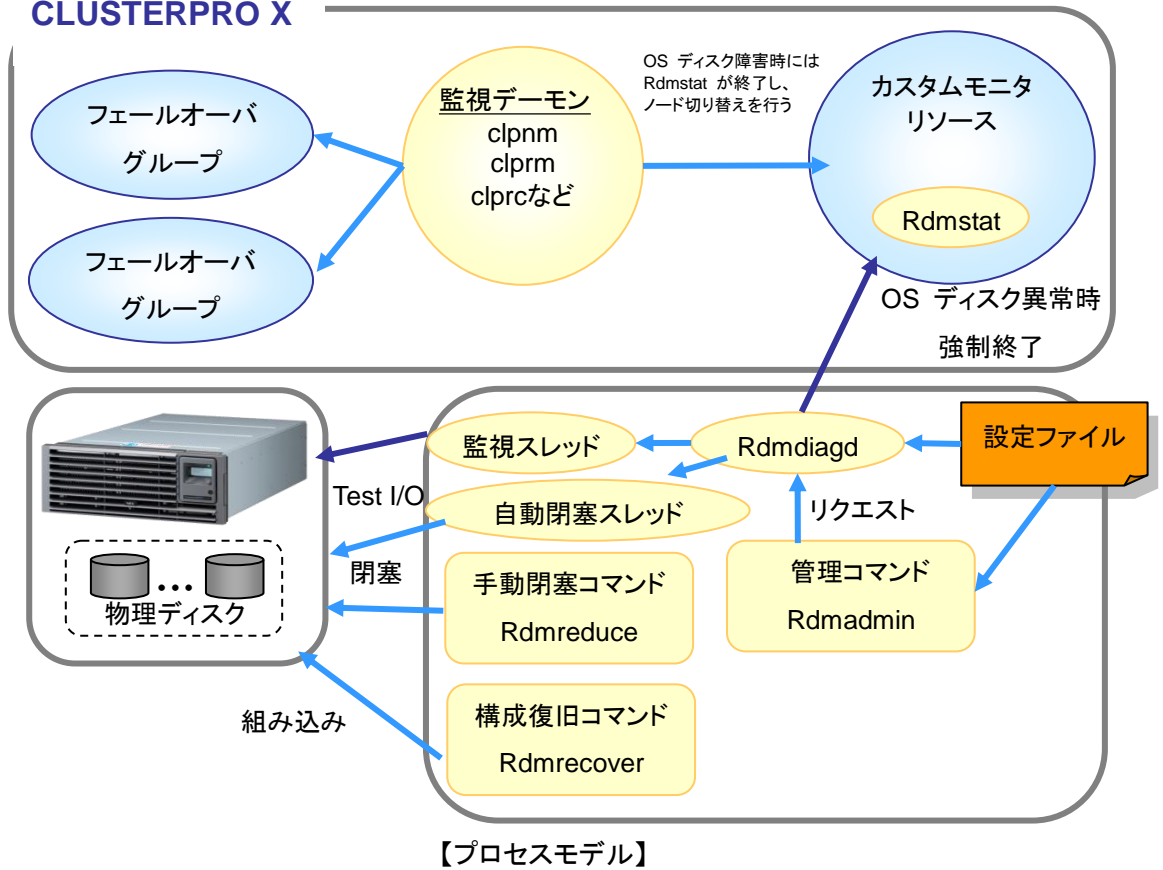 CLUSTERPRO X
フェールオーバ
グループ
フェールオーバ
グループ
監視デーモン
clpnm
clprm
clprcなど
OS ディスク障害時には
Rdmstat が終了し、
ノード切り替えを行う
カスタムモニタ
リソース
Rdmstat
OS ディスク異常時
強制終了
監視スレッド
Rdmdiagd
設定ファイル
Test I/O
自動閉塞スレッド
リクエスト
閉塞
手動閉塞コマンド
Rdmreduce
管理コマンド
Rdmadmin
...
物理ディスク
組み込み
構成復旧コマンド
Rdmrecover
【プロセスモデル】